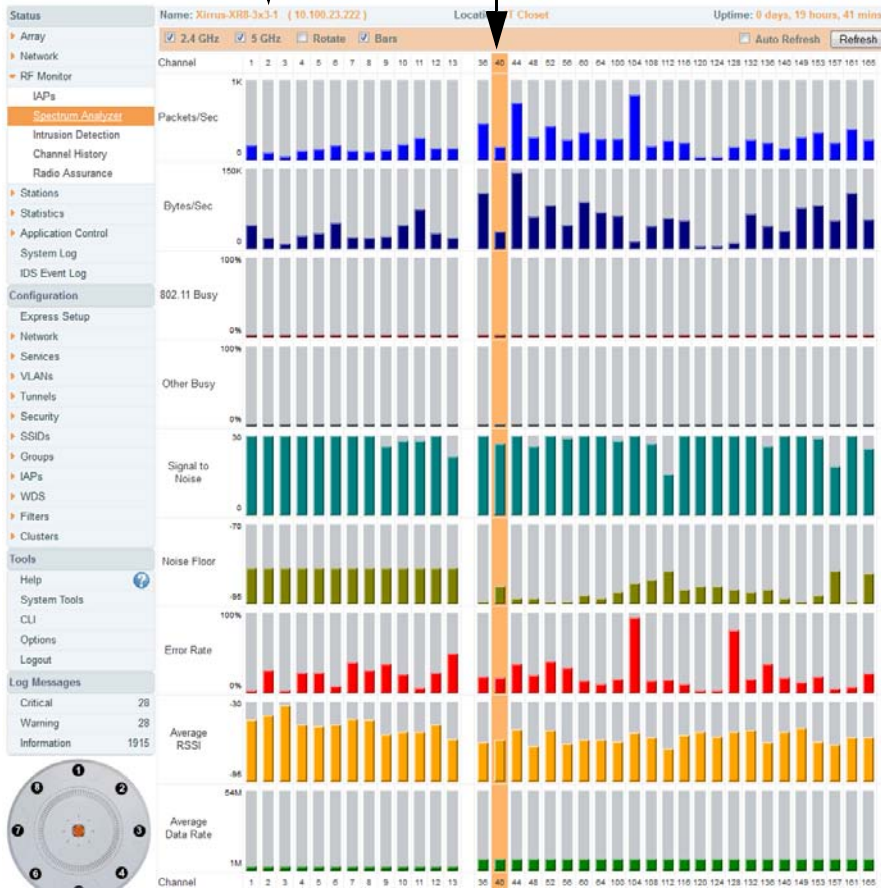 Status
Array
Network
RF Monitor
IAPs
Spectrum Analyzer
Intrusion Detection
Channel History
Radio Assurance
Stations
Statistics
Application Control
System Log
IDS Event Log
Configuration
Express Setup
Network
Services
VLANs
Tunnels
Security
SSIDs
Groups
IAPs
WDS
Filters
Clusters
Tools
Help ?
System Tools
CLI
Options
Logout
Log Messages
Critical 28
Warning 28
Information 1915
1
2
3
4
6
7
8
Name: Xirrus-XR8-3x3-1 ( 10.100.23.222 ) T Closet Uptime: 0 days, 19 hours, 41 mins
2.4 GHz 5 GHz Rotate Bars Auto Refresh Refresh
Channel 1 2 3 4 5 6 7 8 9 10 11 12 13 36 40 44 48 52 56 60 64 100 104 108 112 116 120 124 128 132 136 140 149 153 157 161 165
1K
Packets/Sec
0
150K
Bytes/Sec
0
100%
802.11 Busy
0%
100%
Other Busy
0%
30
Signal to
Noise
0
-70
Noise Floor
-95
100%
Error Rate
0%
-30
Average
RSSI
-95
54M
Average
Data Rate
1M
Channel 1 2 3 4 5 6 7 8 9 10 11 12 13 36 40 44 48 52 56 60 64 100 104 108 112 116 120 124 128 132 136 140 149 153 157 161 165